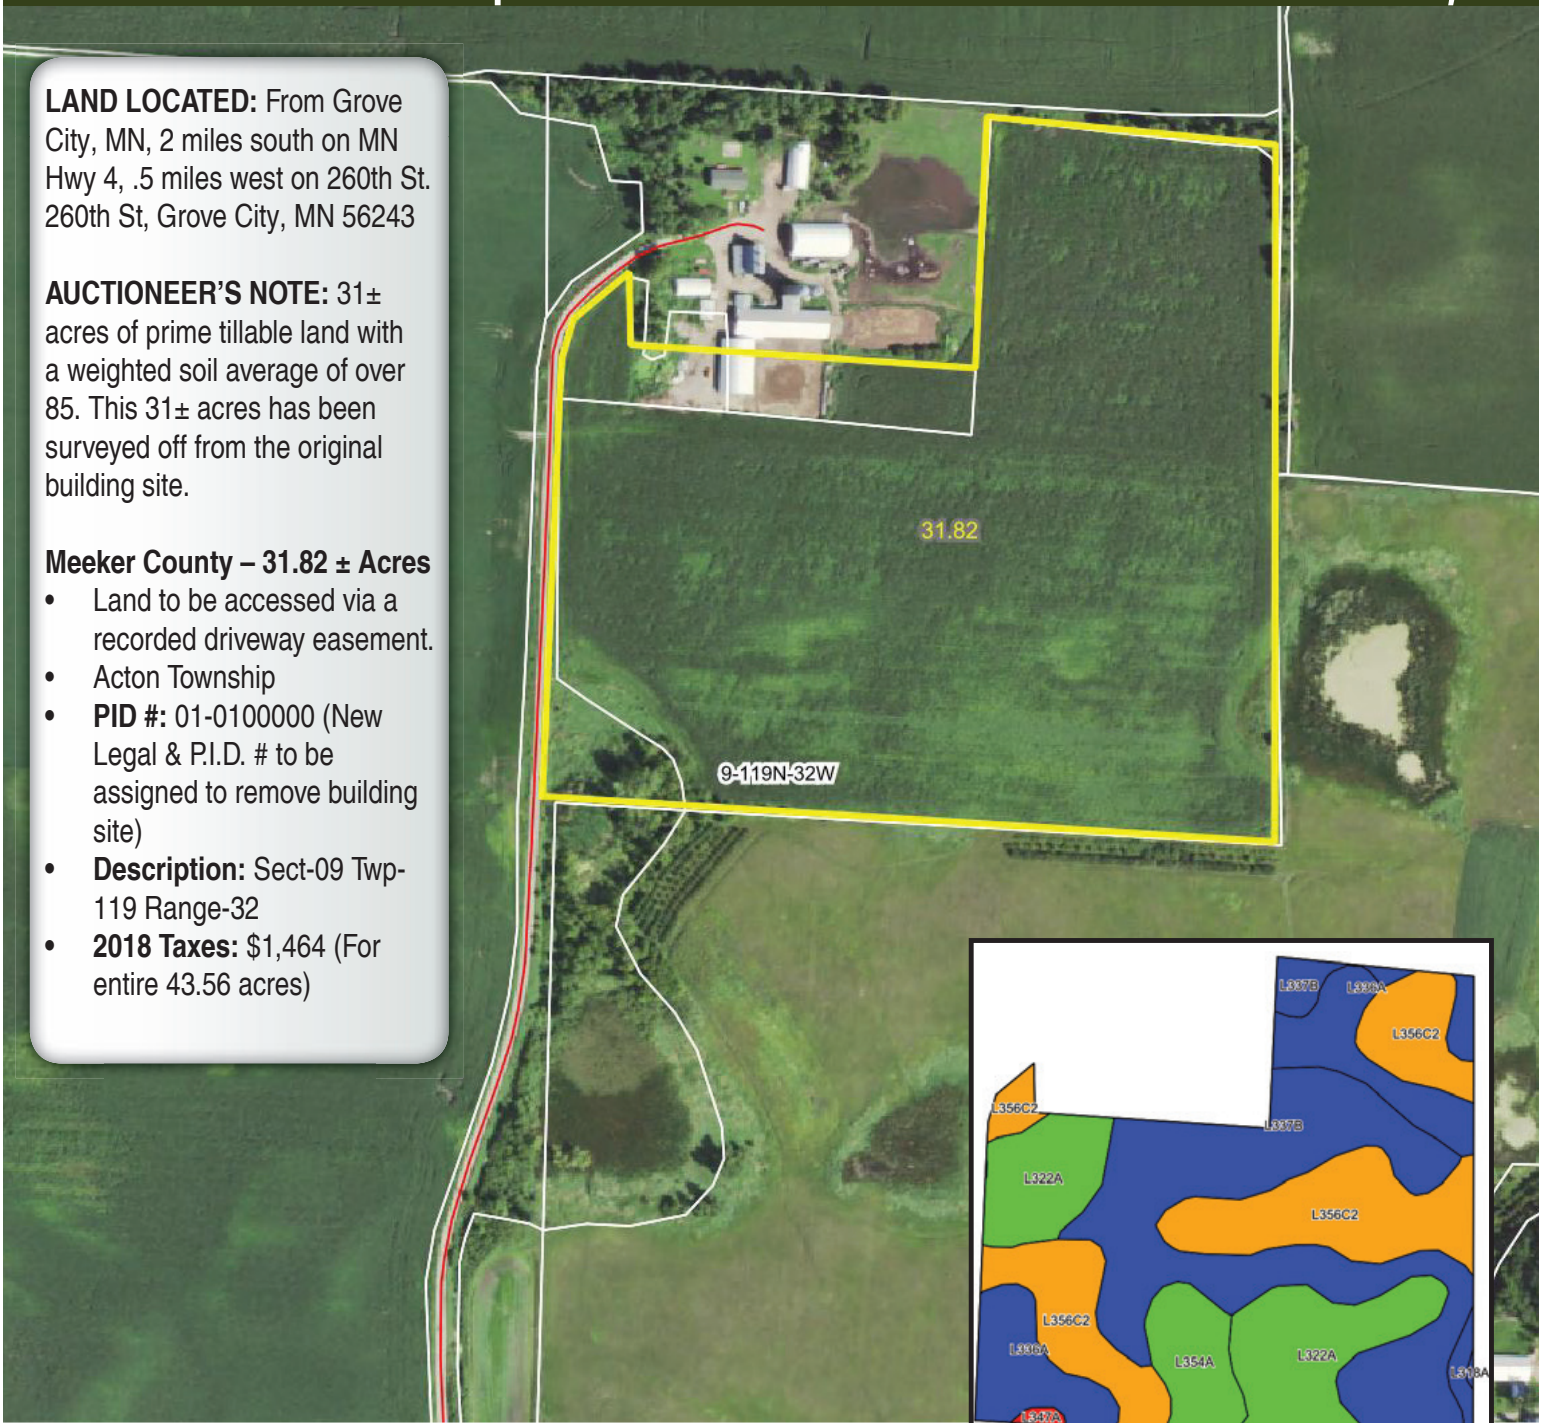 LAND LOCATED: From Grove
City, MN, 2 miles south on MN
Hwy 4, .5 miles west on 260th St.
260th St, Grove City, MN 56243
AUCTIONEER'S NOTE: 31±
acres of prime tillable land with
a weighted soil average of over
85. This 31± acres has been
surveyed off from the original
building site.
Meeker County – 31.82 ± Acres
• Land to be accessed via a
recorded driveway easement.
• Acton Township
• PID #: 01-0100000 (New
Legal & P.I.D. # to be
assigned to remove building
site)
• Description: Sect-09 Twp-
119 Range-32
• 2018 Taxes: $1,464 (For
entire 43.56 acres)
31.82
9-119N-32W
L337B
L336A
L356C2
L356C2
L337B
L322A
L356C2
L356C2
L336A
L354A
L322A
L318A
L347A